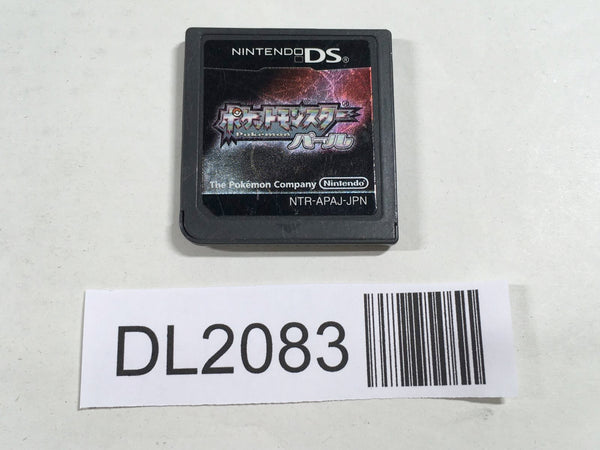 NINTENDO DS®
ポケットモンスター
Pokémon
パール
The Pokémon Company Nintendo
NTR-APAJ-JPN
DL2083